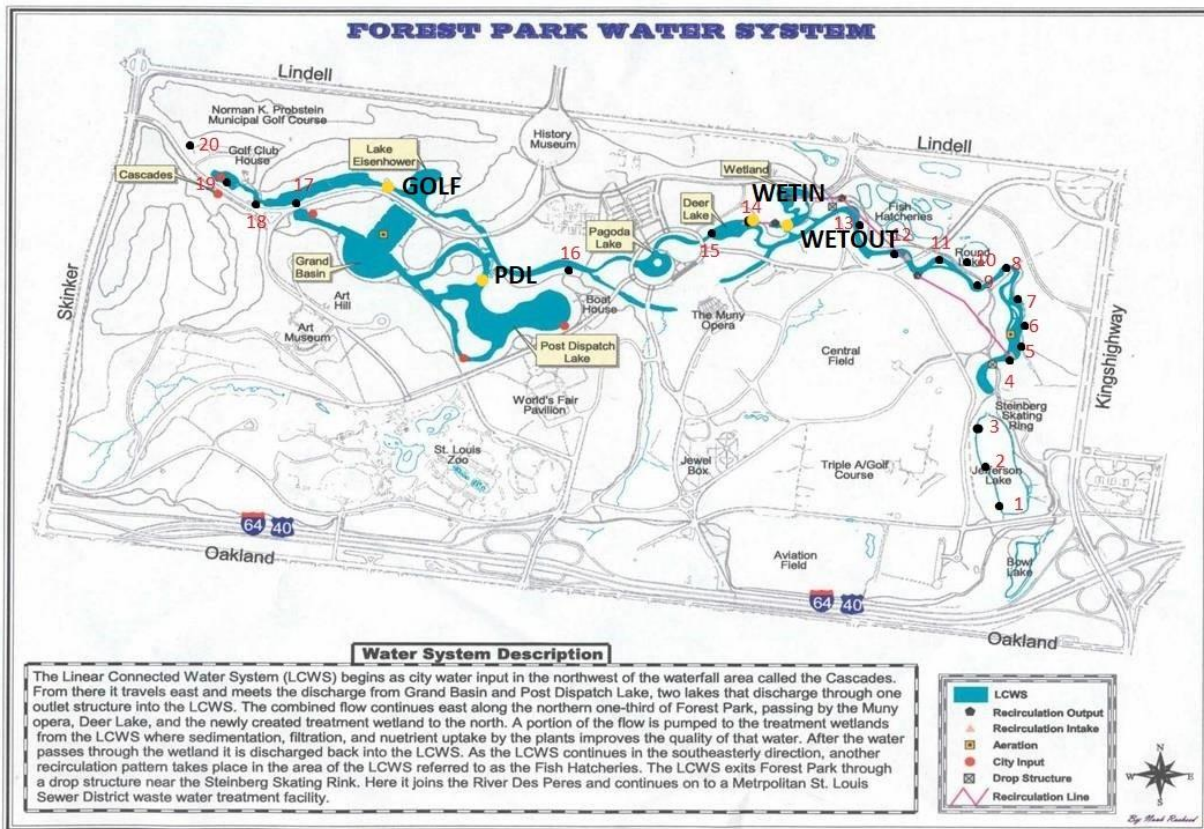 FOREST PARK WATER SYSTEM
Lindell
Norman K. Probstein
Municipal Golf Course
History
Museum
Lindell
20
Golf Club
House
Lake
Eisenhower
Cascades
19
17
GOLF
18
Wetland
WETIN
Deer
Lake
14
Fish
Hatcheries
WETOUT
13
12
11
Round
10
8
9
15
Pagoda
Lake
16
Grand
Basin
PDL
7
6
5
4
Skinker
Art
Hill
Art
Museum
Boat
House
Post Dispatch
Lake
The Muny
Opera
Central
Field
Kingshighway
World's Fair
Pavilion
Steinberg
Skating
Ring
3
St. Louis
Zoo
Jewel
Box
Triple A/Golf
Course
2
Jefferson
Lake
1
64 40
Oakland
Aviation
Field
Bowl
Lake
64 40
Oakland
Water System Description
The Linear Connected Water System (LCWS) begins as city water input in the northwest of the waterfall area called the Cascades.
From there it travels east and meets the discharge from Grand Basin and Post Dispatch Lake, two lakes that discharge through one
outlet structure into the LCWS. The combined flow continues east along the northern one-third of Forest Park, passing by the Muny
opera, Deer Lake, and the newly created treatment wetland to the north. A portion of the flow is pumped to the treatment wetlands
from the LCWS where sedimentation, filtration, and nuetrient uptake by the plants improves the quality of that water. After the water
passes through the wetland it is discharged back into the LCWS. As the LCWS continues in the southeasterly direction, another
recirculation pattern takes place in the area of the LCWS referred to as the Fish Hatcheries. The LCWS exits Forest Park through
a drop structure near the Steinberg Skating Rink. Here it joins the River Des Peres and continues on to a Metrpolitan St. Louis
Sewer District waste water treatment facility.
LCWS
Recirculation Output
Recirculation Intake
Aeration
City Input
Drop Structure
Recirculation Line
N
W
E
S